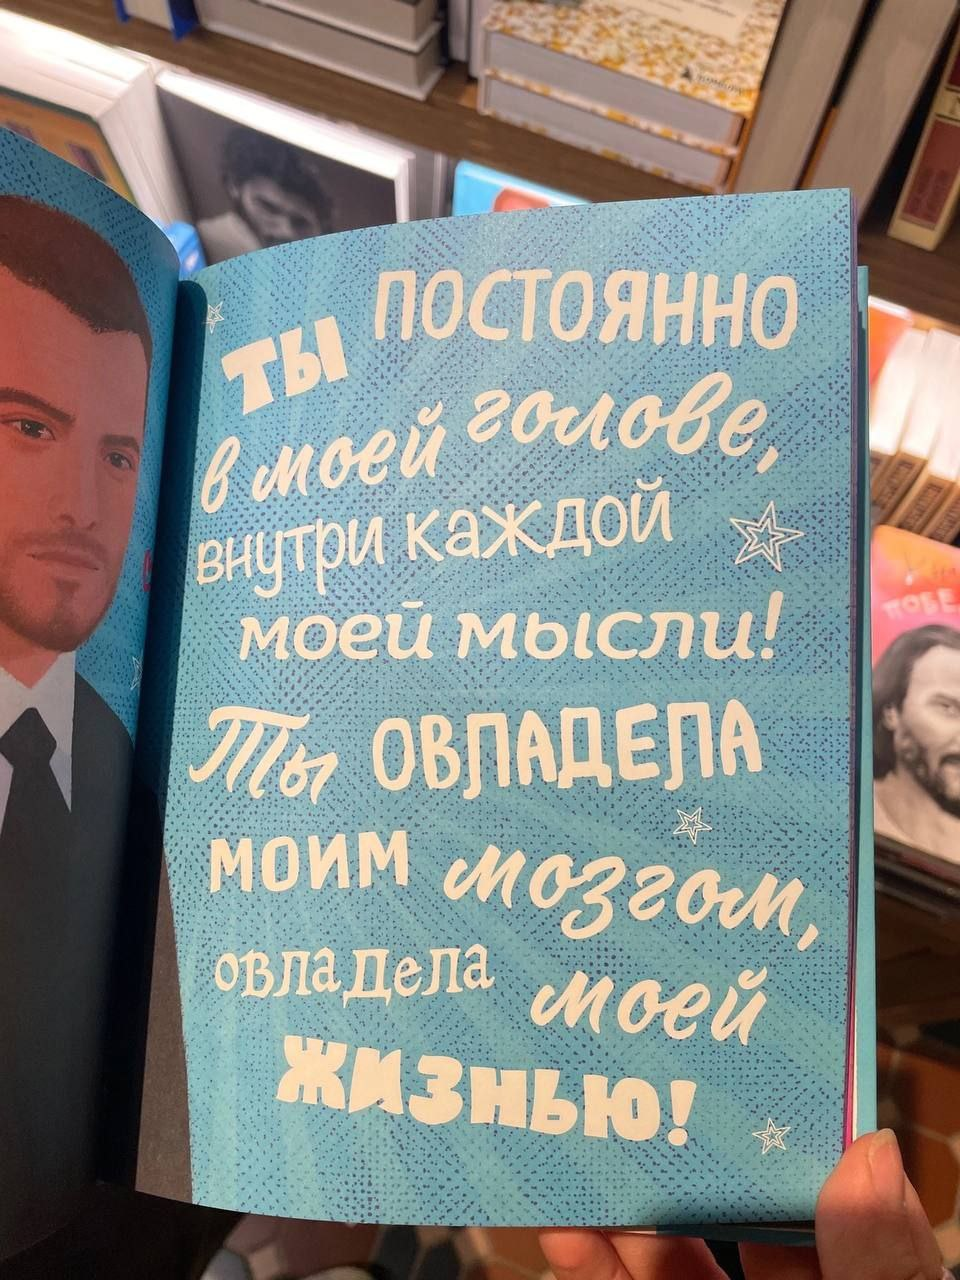 ТЫ ПОСТОЯННО
в моей голове,
внутри каждой
моей мысли!
Ты ОВЛАДЕЛА
МОИМ мозгом,
овладела моей
ЖИЗНЬЮ!